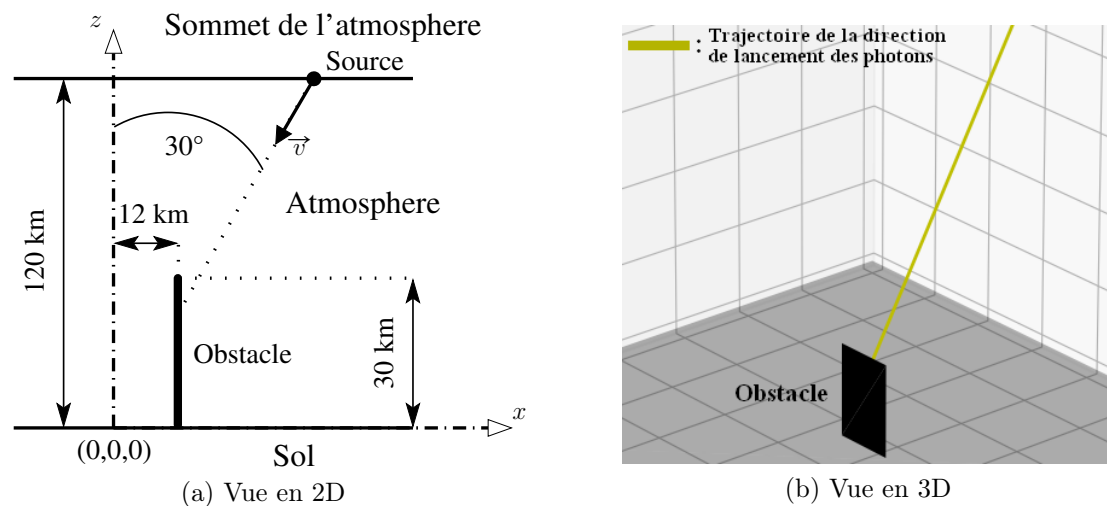 z
Sommet de l'atmosphere
Source
30°
v
Atmosphere
12 km
120 km
Obstacle
30 km
x
(0,0,0)
Sol
(a) Vue en 2D
: Trajectoire de la direction
de lancement des photons
Obstacle
(b) Vue en 3D